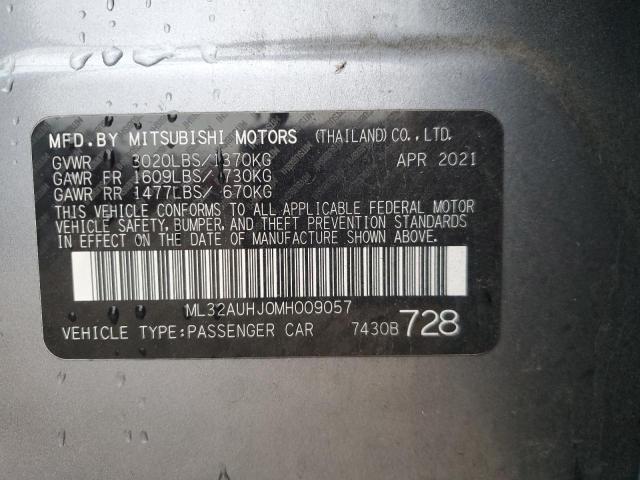 MFD.BY MITSUBISHI MOTORS (THAILAND)CO.,LTD.
GVWR 3020LBS/1370KG APR 2021
GAWR FR 1609LBS/ 730KG
GAWR RR 1477LBS/ 670KG
THIS VEHICLE CONFORMS TO ALL APPLICABLE FEDERAL MOTOR
VEHICLE SAFETY, BUMPER, AND THEFT PREVENTION STANDARDS
IN EFFECT ON THE DATE OF MANUFACTURE SHOWN ABOVE.
ML32AUHJ0MH009057
VEHICLE TYPE:PASSENGER CAR 7430B 728